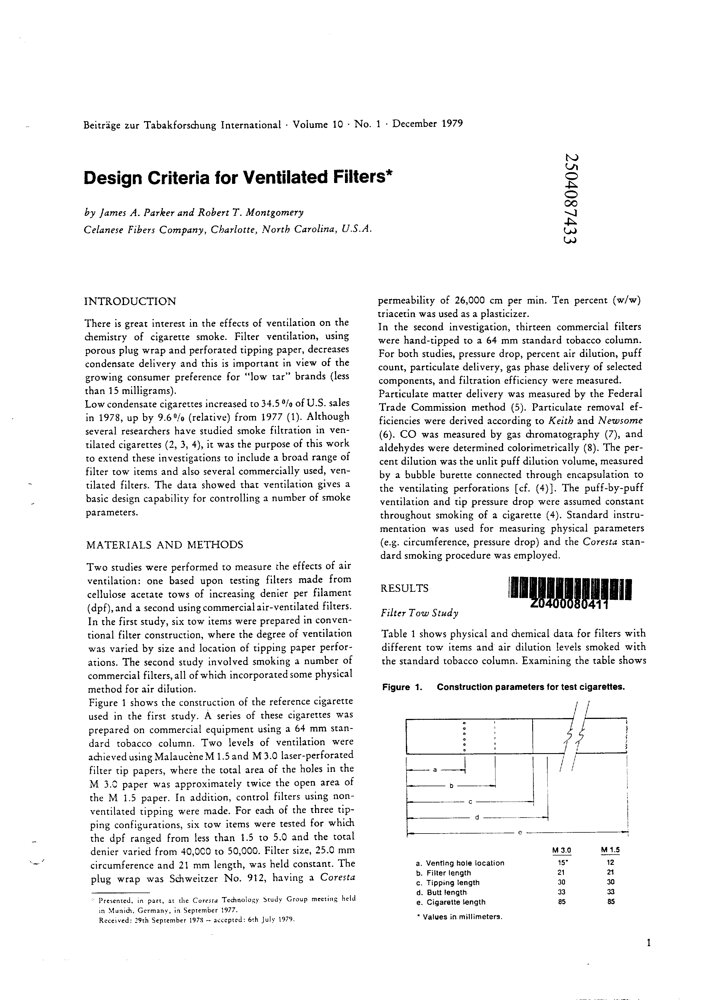 Beiträge zur Tabakforschung International · Volume 10 · No. 1 · December 1979
Design Criteria for Ventilated Filters*
by James A. Parker and Robert T. Montgomery
Celanese Fibers Company, Charlotte, North Carolina, U.S.A.
2504087433
INTRODUCTION
There is great interest in the effects of ventilation on the
chemistry of cigarette smoke. Filter ventilation, using
porous plug wrap and perforated tipping paper, decreases
condensate delivery and this is important in view of the
growing consumer preference for "low tar" brands (less
than 15 milligrams).
Low condensate cigarettes increased to 34.5 % of U.S. sales
in 1978, up by 9.6 % (relative) from 1977 (1). Although
several researchers have studied smoke filtration in ven-
tilated cigarettes (2, 3, 4), it was the purpose of this work
to extend these investigations to include a broad range of
filter tow items and also several commercially used, ven-
tilated filters. The data showed that ventilation gives a
basic design capability for controlling a number of smoke
parameters.
MATERIALS AND METHODS
Two studies were performed to measure the effects of air
ventilation: one based upon testing filters made from
cellulose acetate tows of increasing denier per filament
(dpf), and a second using commercial air-ventilated filters.
In the first study, six tow items were prepared in conven-
tional filter construction, where the degree of ventilation
was varied by size and location of tipping paper perfor-
ations. The second study involved smoking a number of
commercial filters, all of which incorporated some physical
method for air dilution.
Figure 1 shows the construction of the reference cigarette
used in the first study. A series of these cigarettes was
prepared on commercial equipment using a 64 mm stan-
dard tobacco column. Two levels of ventilation were
achieved using Malaucène M 1.5 and M 3.0 laser-perforated
filter tip papers, where the total area of the holes in the
M 3.0 paper was approximately twice the open area of
the M 1.5 paper. In addition, control filters using non-
ventilated tipping were made. For each of the three tip-
ping configurations, six tow items were tested for which
the dpf ranged from less than 1.5 to 5.0 and the total
denier varied from 40,000 to 50,000. Filter size, 25.0 mm
circumference and 21 mm length, was held constant. The
plug wrap was Schweitzer No. 912, having a Coresta
* Presented, in part, at the Coresta Technology Study Group meeting held
in Munich, Germany, in September 1977.
Received: 29th September 1978 – accepted: 6th July 1979.
permeability of 26,000 cm per min. Ten percent (w/w)
triacetin was used as a plasticizer.
In the second investigation, thirteen commercial filters
were hand-tipped to a 64 mm standard tobacco column.
For both studies, pressure drop, percent air dilution, puff
count, particulate delivery, gas phase delivery of selected
components, and filtration efficiency were measured.
Particulate matter delivery was measured by the Federal
Trade Commission method (5). Particulate removal ef-
ficiencies were derived according to Keith and Newsome
(6). CO was measured by gas chromatography (7), and
aldehydes were determined colorimetrically (8). The per-
cent dilution was the unlit puff dilution volume, measured
by a bubble burette connected through encapsulation to
the ventilating perforations [cf. (4)]. The puff-by-puff
ventilation and tip pressure drop were assumed constant
throughout smoking of a cigarette (4). Standard instru-
mentation was used for measuring physical parameters
(e.g. circumference, pressure drop) and the Coresta stan-
dard smoking procedure was employed.
RESULTS
Z0400080411
Filter Tow Study
Table 1 shows physical and chemical data for filters with
different tow items and air dilution levels smoked with
the standard tobacco column. Examining the table shows
Figure 1. Construction parameters for test cigarettes.
a
b
c
d
e
M 3.0 M 1.5
a. Venting hole location 15* 12
b. Filter length 21 21
c. Tipping length 30 30
d. Butt length 33 33
e. Cigarette length 85 85
* Values in millimeters.
1